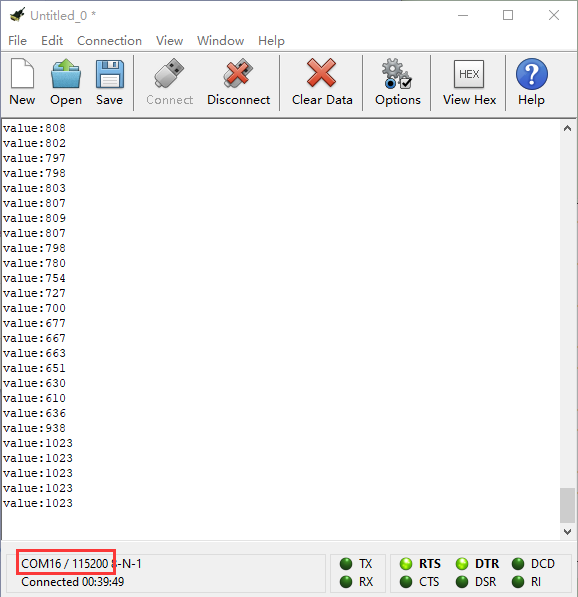 Untitled_0 *
File Edit Connection View Window Help
New Open Save Connect Disconnect Clear Data Options HEX View Hex ? Help
value:808
value:802
value:797
value:798
value:803
value:807
value:809
value:807
value:798
value:780
value:754
value:727
value:700
value:677
value:667
value:663
value:651
value:630
value:610
value:636
value:938
value:1023
value:1023
value:1023
value:1023
value:1023
COM16 / 115200 8-N-1 TX RTS DTR DCD
Connected 00:39:49 RX CTS DSR RI